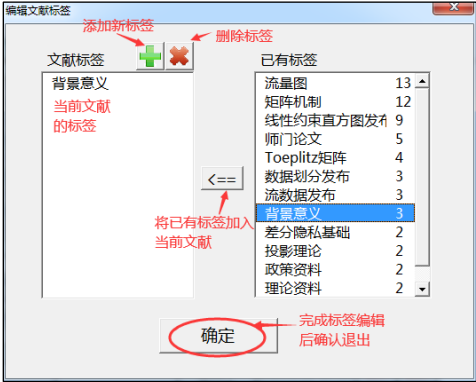 编辑文献标签
添加新标签
删除标签
文献标签
已有标签
背景意义
当前文献
的标签
流量图 13
矩阵机制 12
线性约束直方图发布 9
师门论文 5
Toeplitz矩阵 4
数据划分发布 3
流数据发布 3
背景意义 3
差分隐私基础 2
投影理论 2
政策资料 2
理论资料 2
<==
将已有标签加入
当前文献
确定
完成标签编辑
后确认退出